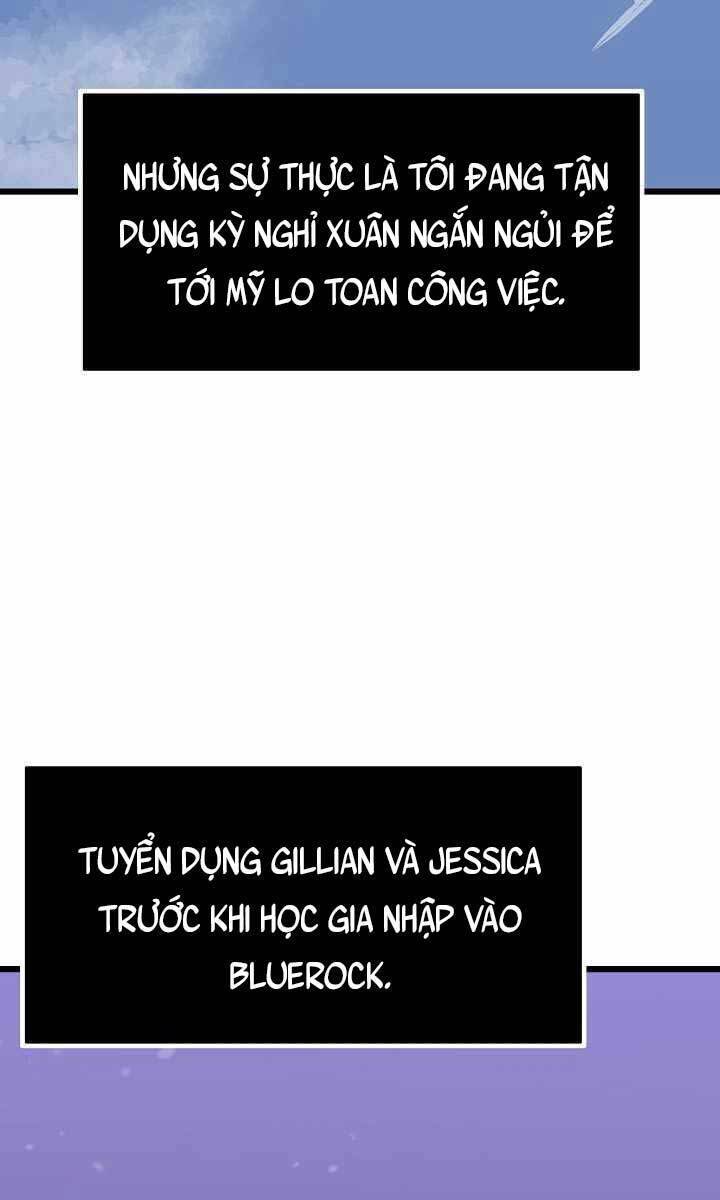 NHƯNG SỰ THỰC LÀ TÔI ĐANG TẬN
DỤNG KỲ NGHỈ XUÂN NGẮN NGỦI ĐỂ
TỚI MỸ LO TOAN CÔNG VIỆC.
TUYỂN DỤNG GILLIAN VÀ JESSICA
TRƯỚC KHI HỌC GIA NHẬP VÀO
BLUEROCK.